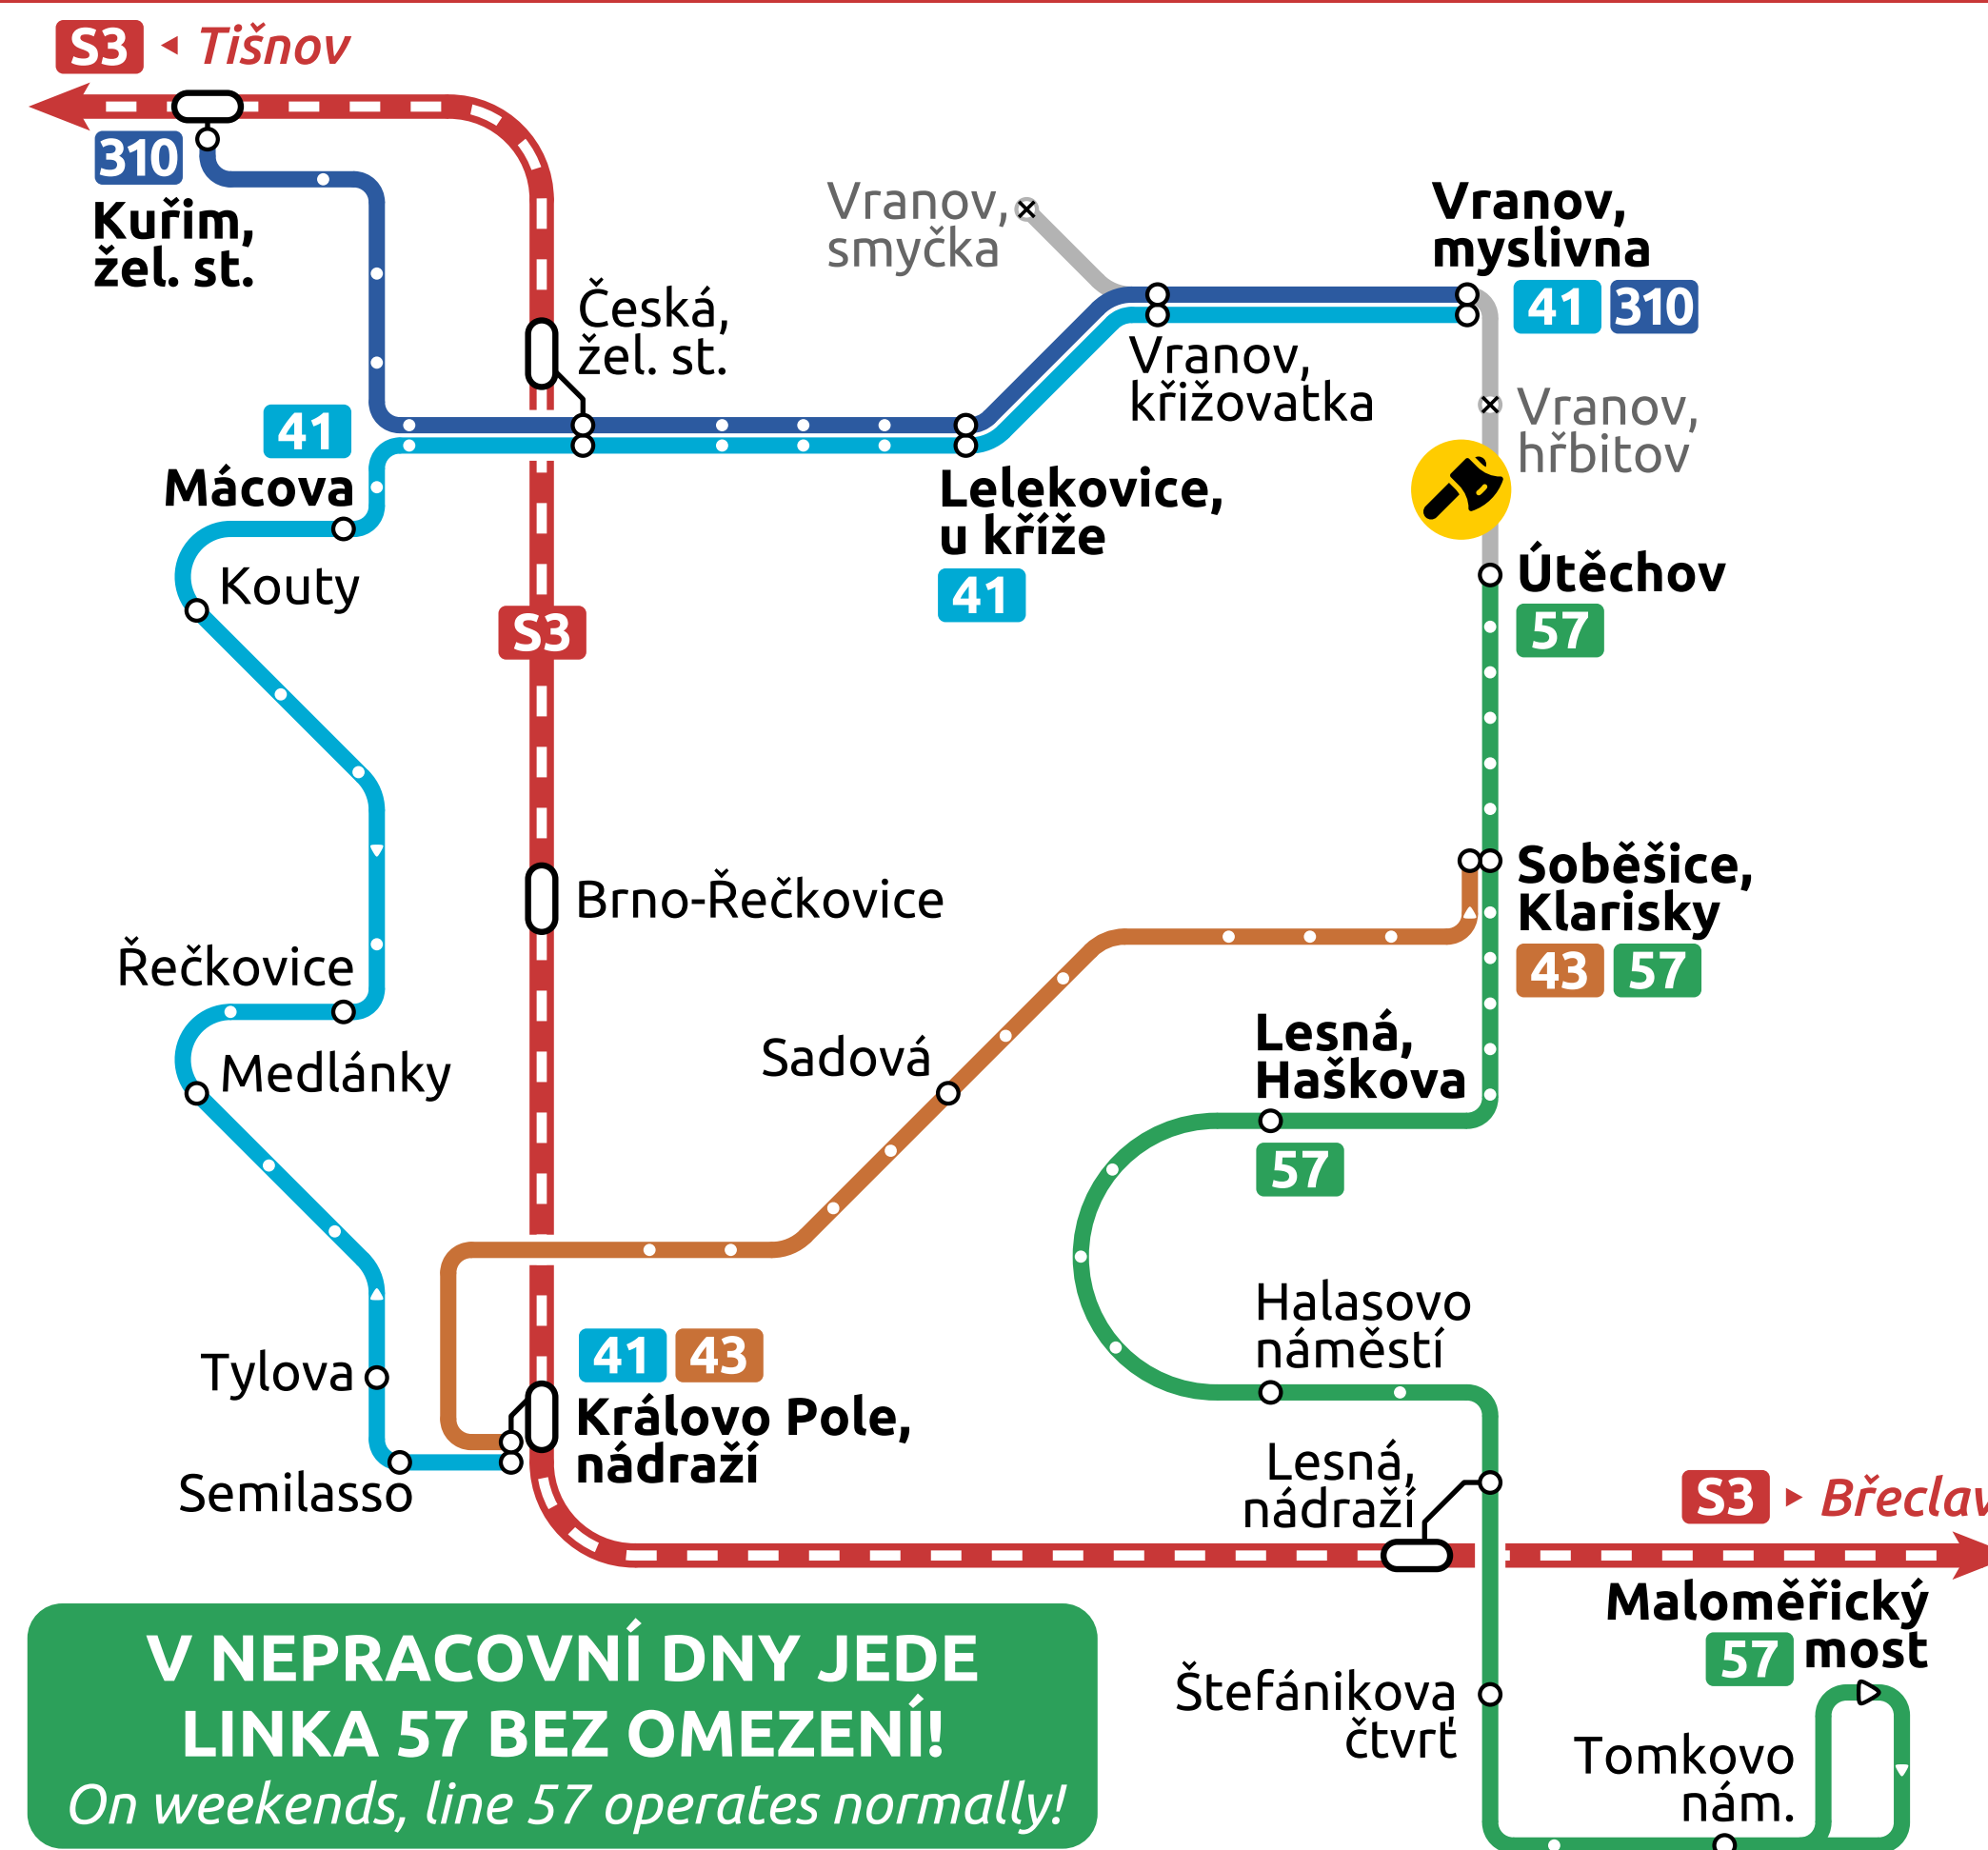 S3 Tišnov
310
Kuřim,
žel. st.
Česká,
žel. st.
Vranov,
smyčka
Vranov,
myslivna
41 310
Vranov,
křižovatka
Vranov,
hřbitov
41
Mácova
Kouty
Lelekovice,
u kříže
41
Útěchov
57
S3
Brno-Řečkovice
Soběšice,
Klarisky
43 57
Řečkovice
Medlánky
Sadová
Lesná,
Haškova
57
Halasovo
náměstí
Tylova
Semilasso
41 43
Královo Pole,
nádraží
Lesná,
nádraží
S3 Břeclav
Maloměřický
57 most
Štefánikova
čtvrť
Tomkovo
nám.
V NEPRACOVNÍ DNY JEDE
LINKA 57 BEZ OMEZENÍ!
On weekends, line 57 operates normally!